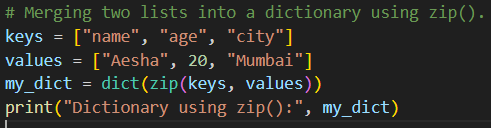 # Merging two lists into a dictionary using zip().
keys = ["name", "age", "city"]
values = ["Aesha", 20, "Mumbai"]
my_dict = dict(zip(keys, values))
print("Dictionary using zip():", my_dict)